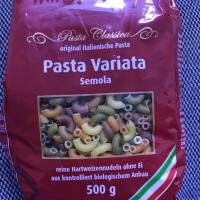 Pasta Classica
original italienische Pasta
Pasta Variata
Semola
reine Hartweizennudeln ohne Ei
aus kontrolliert biologischem Anbau
500 g